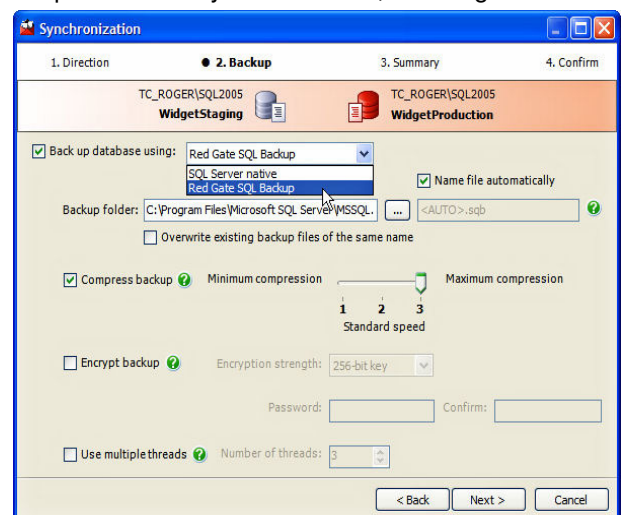 Synchronization
1. Direction
2. Backup
3. Summary
4. Confirm
TC_ROGER\SQL2005
WidgetStaging
TC_ROGER\SQL2005
WidgetProduction
Back up database using:
Red Gate SQL Backup
SQL Server native
Red Gate SQL Backup
Name file automatically
Backup folder:
C:\Program Files\Microsoft SQL Server\MSSQL.
...
<AUTO>.sqb
Overwrite existing backup files of the same name
Compress backup
Minimum compression
Maximum compression
1 2 3
Standard speed
Encrypt backup
Encryption strength:
256-bit key
Password:
Confirm:
Use multiple threads
Number of threads:
3
< Back
Next >
Cancel